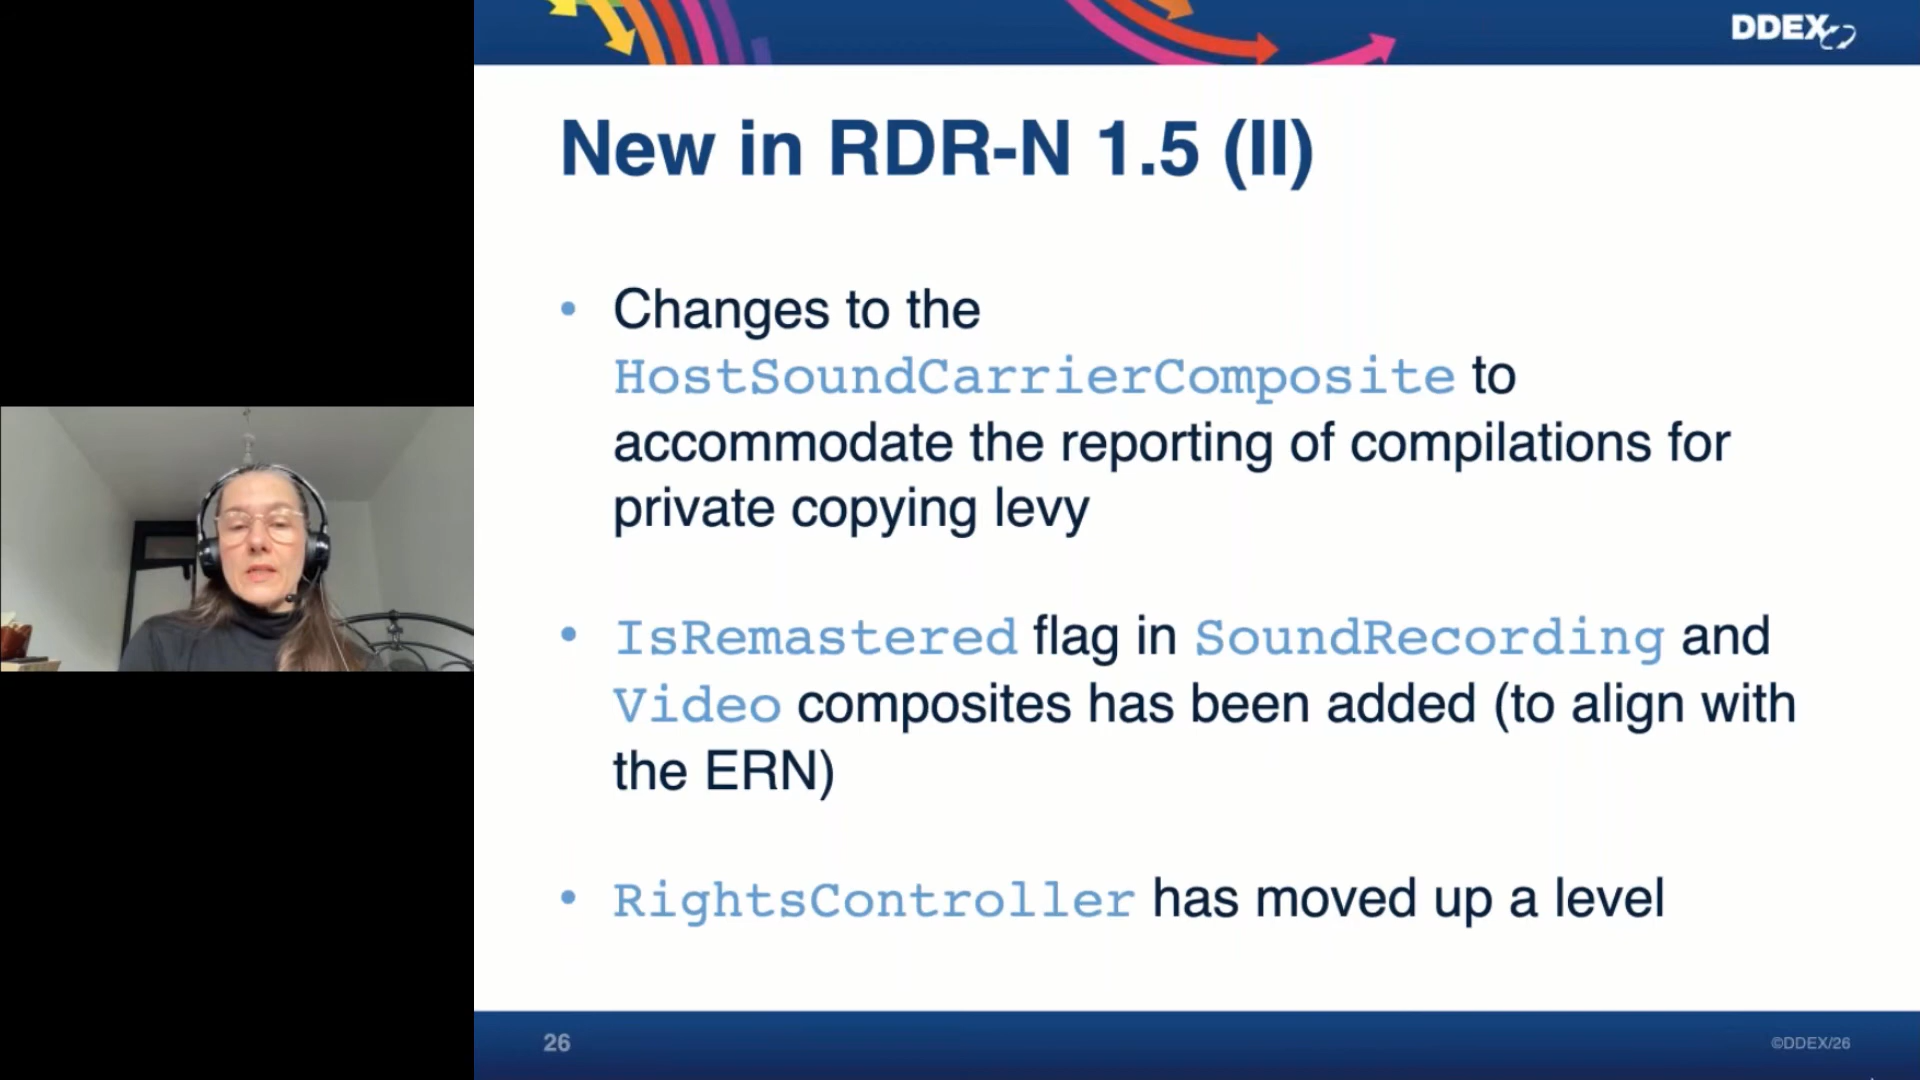 DDEX
New in RDR-N 1.5 (II)
• Changes to the
HostSoundCarrierComposite to
accommodate the reporting of compilations for
private copying levy
• IsRemastered flag in SoundRecording and
Video composites has been added (to align with
the ERN)
• RightsController has moved up a level
26
©DDEX/26